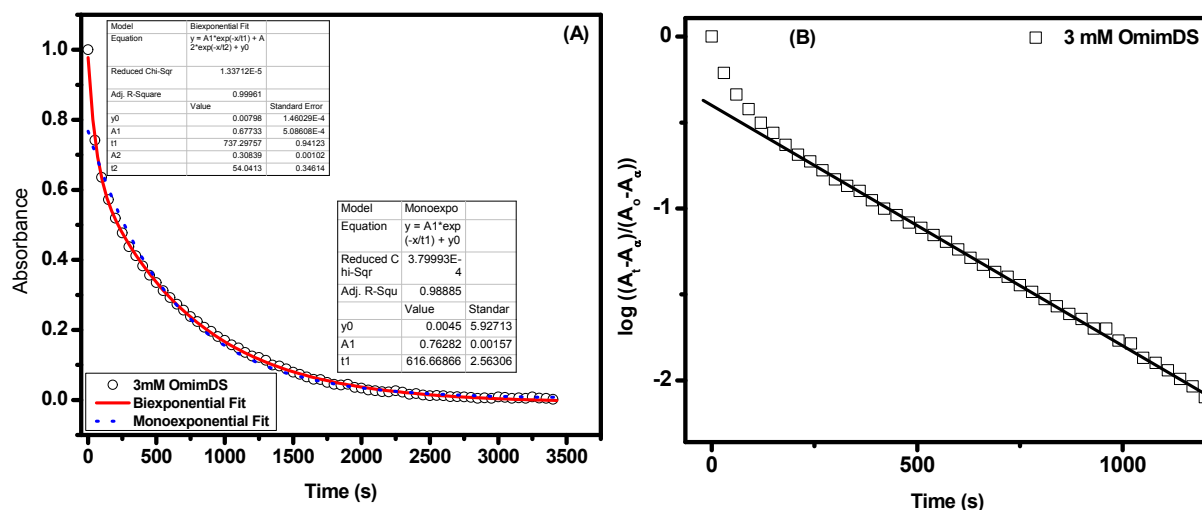 (A)
Model Biexponential Fit
Equation y = A1*exp(-x/t1) + A
2*exp(-x/t2) + y0
Reduced Chi-Sqr 1.33712E-5
Adj. R-Square 0.99961
Value Standard Error
y0 0.00798 1.46029E-4
A1 0.67733 5.08608E-4
t1 737.29757 0.94123
A2 0.30839 0.00102
t2 54.0413 0.34614
Model Monoexpo
Equation y = A1*exp
(-x/t1) + y0
Reduced C 3.79993E-
hi-Sqr 4
Adj. R-Squ 0.98885
Value Standar
y0 0.0045 5.92713
A1 0.76282 0.00157
t1 616.66866 2.56306
3mM OmimDS
Biexponential Fit
Monoexponential Fit
Absorbance
1.0
0.8
0.6
0.4
0.2
0.0
0 500 1000 1500 2000 2500 3000 3500
Time (s)
(B)
3 mM OmimDS
log ((At-Aα)/(Ao-Aα))
0
-1
-2
0 500 1000
Time (s)